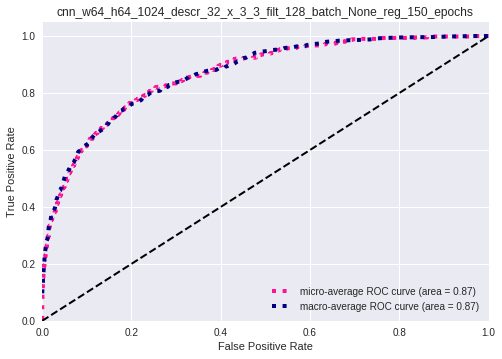 cnn_w64_h64_1024_descr_32_x_3_3_filt_128_batch_None_reg_150_epochs
1.0
0.8
0.6
0.4
0.2
0.0
True Positive Rate
micro-average ROC curve (area = 0.87)
macro-average ROC curve (area = 0.87)
0.0 0.2 0.4 0.6 0.8 1.0
False Positive Rate